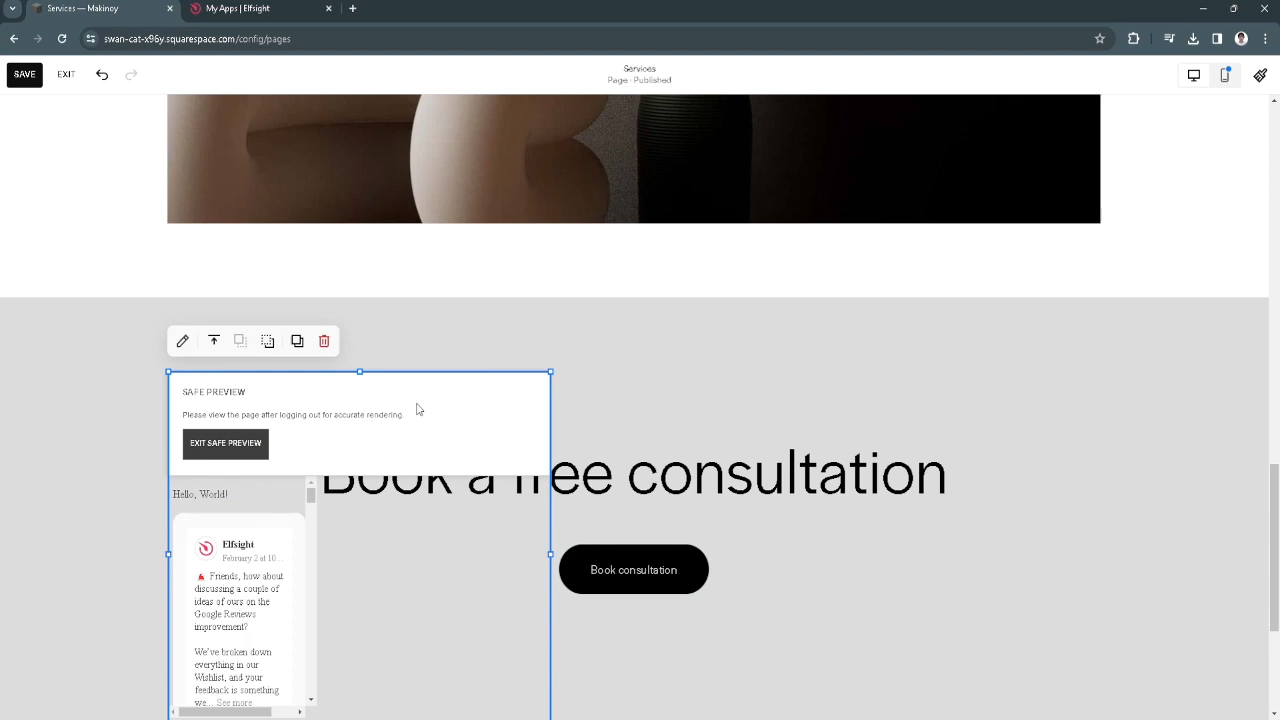 Services — Makinoy
My Apps | Elfsight
swan-cat-x96y.squarespace.com/config/pages
SAVE
EXIT
Services
Page · Published
SAFE PREVIEW
Please view the page after logging out for accurate rendering.
EXIT SAFE PREVIEW
Book a free consultation
Hello, World!
Elfsight
February 2 at 10...
Friends, how about
discussing a couple of
ideas of ours on the
Google Reviews
improvement?
We've broken down
everything in our
Wishlist, and your
feedback is something
we... See more
Book consultation